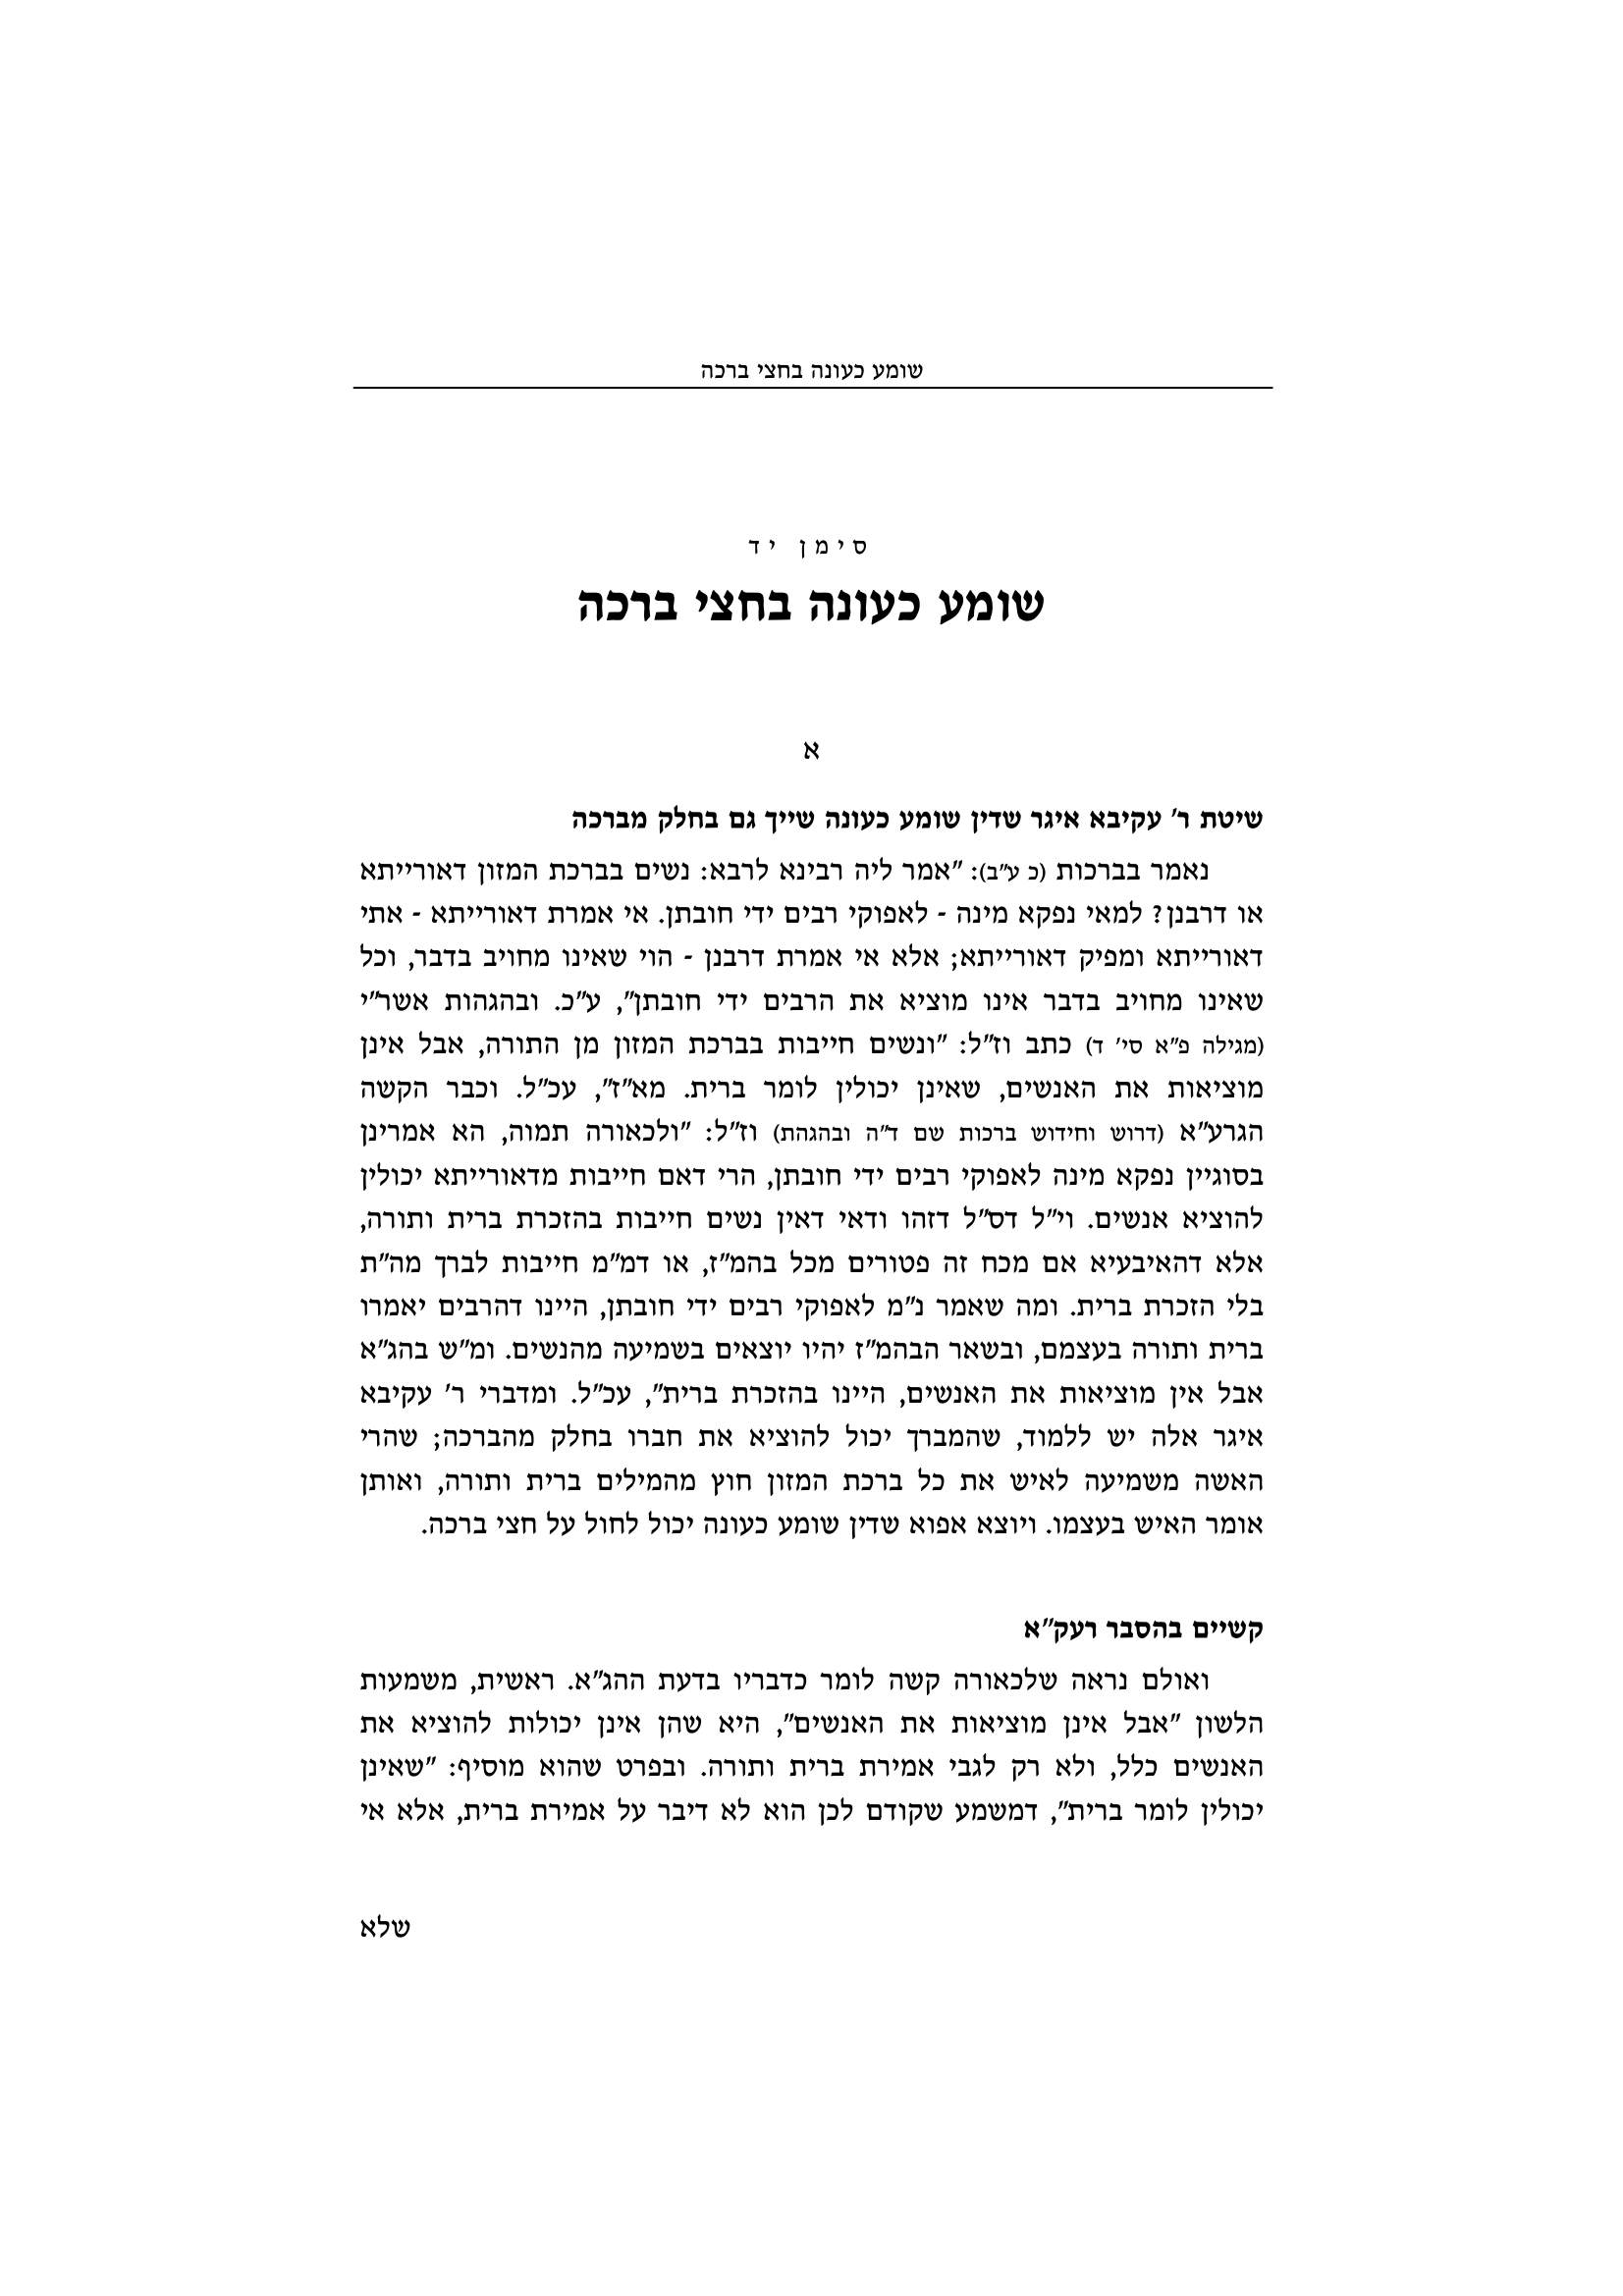 שומע כעונה בחצי ברכה
סימן יד
שומע כעונה בחצי ברכה
א
שיטת ר' עקיבא איגר שדין שומע כעונה שייך גם בחלק מברכה
נאמר בברכות (כ ע"ב): "אמר ליה רבינא לרבא: נשים בברכת המזון דאורייתא
או דרבנן? למאי נפקא מינה - לאפוקי רבים ידי חובתן. אי אמרת דאורייתא - אתי
דאורייתא ומפיק דאורייתא; אלא אי אמרת דרבנן - הוי שאינו מחויב בדבר, וכל
שאינו מחויב בדבר אינו מוציא את הרבים ידי חובתן", ע"כ. ובהגהות אשר"י
(מגילה פ"א סי' ד) כתב וז"ל: "ונשים חייבות בברכת המזון מן התורה, אבל אינן
מוציאות את האנשים, שאינן יכולין לומר ברית. מא"ז", עכ"ל. וכבר הקשה
הגרע"א (דרוש וחידוש ברכות שם ד"ה ובהגהת) וז"ל: "ולכאורה תמוה, הא אמרינן
בסוגיין נפקא מינה לאפוקי רבים ידי חובתן, הרי דאם חייבות מדאורייתא יכולין
להוציא אנשים. וי"ל דס"ל דזהו ודאי דאין נשים חייבות בהזכרת ברית ותורה,
אלא דהאיבעיא אם מכח זה פטורים מכל בהמ"ז, או דמ"מ חייבות לברך מה"ת
בלי הזכרת ברית. ומה שאמר נ"מ לאפוקי רבים ידי חובתן, היינו דהרבים יאמרו
ברית ותורה בעצמם, ובשאר הבהמ"ז יהיו יוצאים בשמיעה מהנשים. ומ"ש בהג"א
אבל אין מוציאות את האנשים, היינו בהזכרת ברית", עכ"ל. ומדברי ר' עקיבא
איגר אלה יש ללמוד, שהמברך יכול להוציא את חברו בחלק מהברכה; שהרי
האשה משמיעה לאיש את כל ברכת המזון חוץ מהמילים ברית ותורה, ואותן
אומר האיש בעצמו. ויוצא אפוא שדין שומע כעונה יכול לחול על חצי ברכה.
קשיים בהסבר רעק"א
ואולם נראה שלכאורה קשה לומר כדבריו בדעת ההג"א. ראשית, משמעות
הלשון "אבל אינן מוציאות את האנשים", היא שהן אינן יכולות להוציא את
האנשים כלל, ולא רק לגבי אמירת ברית ותורה. ובפרט שהוא מוסיף: "שאינן
יכולין לומר ברית", דמשמע שקודם לכן הוא לא דיבר על אמירת ברית, אלא אי
שלא